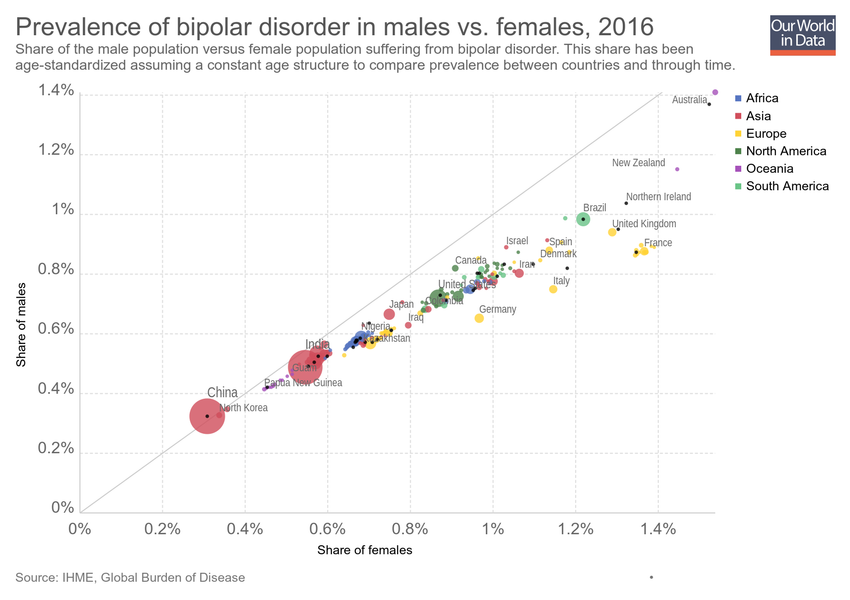 Prevalence of bipolar disorder in males vs. females, 2016
Our World
in Data
Share of the male population versus female population suffering from bipolar disorder. This share has been
age-standardized assuming a constant age structure to compare prevalence between countries and through time.
1.4%
1.2%
1%
0.8%
0.6%
0.4%
0.2%
0%
Share of males
Australia
New Zealand
Northern Ireland
Brazil
United Kingdom
Israel
Spain
France
Denmark
Canada
Iran
Italy
United States
Japan
Germany
Iraq
Nigeria
Kazakhstan
India
Guam
Papua New Guinea
China
North Korea
Africa
Asia
Europe
North America
Oceania
South America
0%
0.2%
0.4%
0.6%
0.8%
1%
1.2%
1.4%
Share of females
Source: IHME, Global Burden of Disease